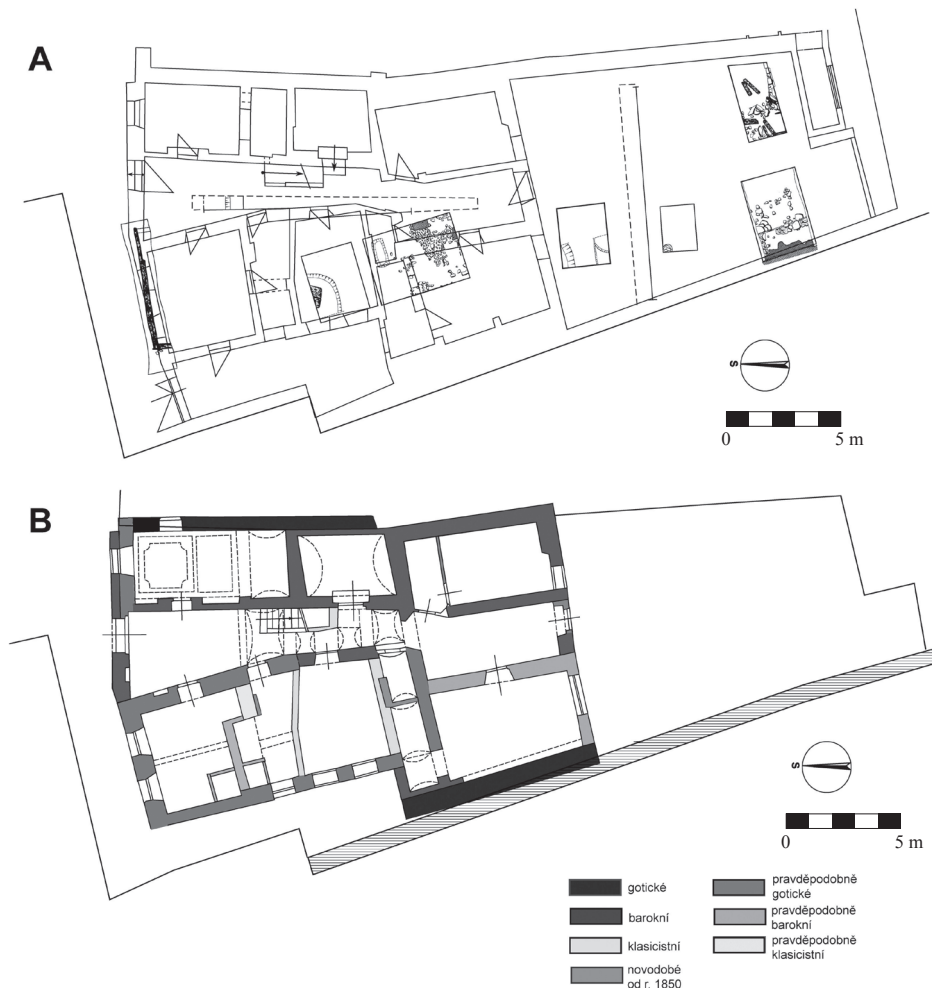 A
S
0 5 m
B
S
0 5 m
gotické
barokní
klasicistní
novodobé
od r. 1850
pravděpodobně
gotické
pravděpodobně
barokní
pravděpodobně
klasicistní